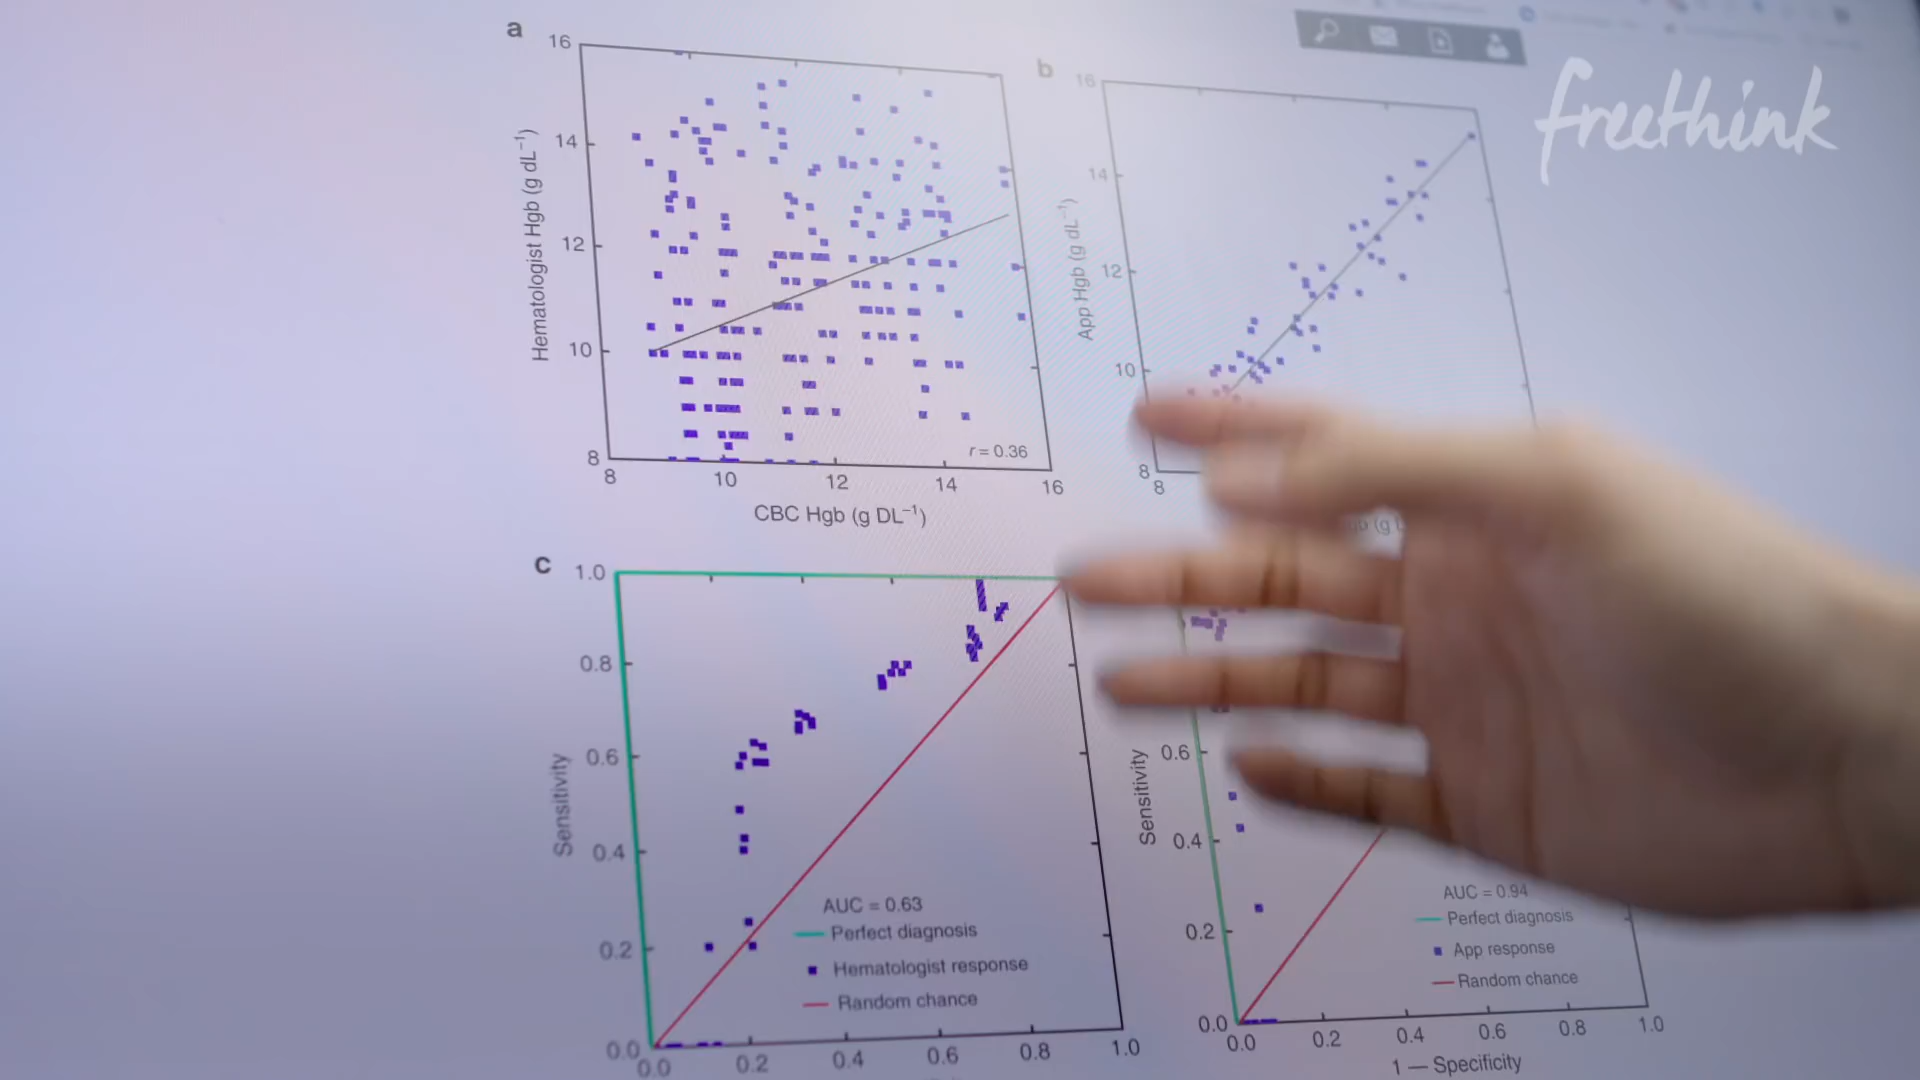 freethink
a
16
14
12
10
8
Hematologist Hgb (g dL⁻¹)
r = 0.36
8 10 12 14 16
CBC Hgb (g DL⁻¹)
b
16
14
12
10
8
App Hgb (g dL⁻¹)
8
c
1.0
0.8
0.6
0.4
0.2
0.0
Sensitivity
AUC = 0.63
Perfect diagnosis
Hematologist response
Random chance
0.0 0.2 0.4 0.6 0.8 1.0
0.6
0.4
0.2
0.0
Sensitivity
AUC = 0.94
Perfect diagnosis
App response
Random chance
0.0 0.2 0.4 0.6 0.8 1.0
1 — Specificity